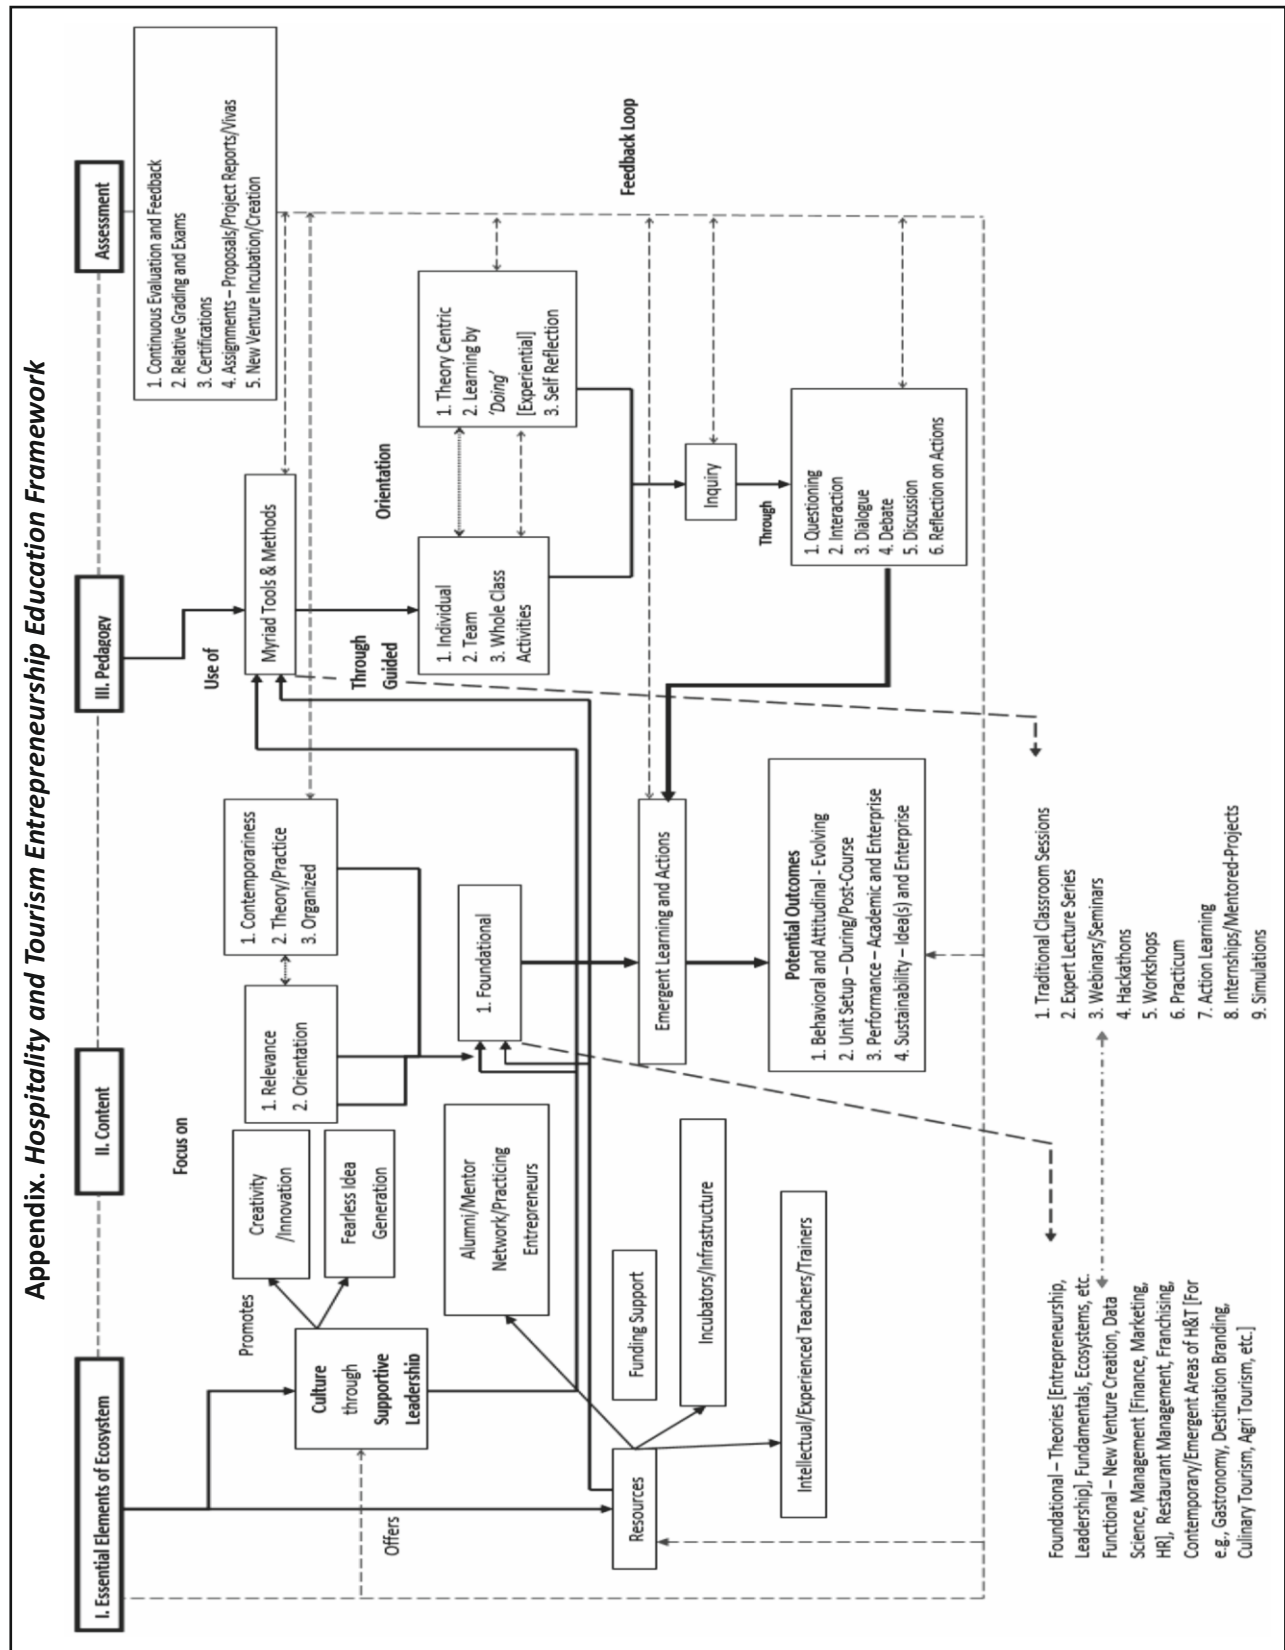 Appendix. Hospitality and Tourism Entrepreneurship Education Framework
I. Essential Elements of Ecosystem
II. Content
III. Pedagogy
Assessment
Offers
Culture
through
Supportive
Leadership
Promotes
Creativity
/Innovation
Fearless Idea
Generation
Resources
Alumni/Mentor
Network/Practicing
Entrepreneurs
Funding Support
Incubators/Infrastructure
Intellectual/Experienced Teachers/Trainers
Focus on
1. Relevance
2. Orientation
1. Contemporariness
2. Theory/Practice
3. Organized
1. Foundational
Emergent Learning and Actions
Potential Outcomes
1. Behavioral and Attitudinal - Evolving
2. Unit Setup – During/Post-Course
3. Performance – Academic and Enterprise
4. Sustainability – Idea(s) and Enterprise
Use of
Myriad Tools & Methods
Through
Guided
1. Individual
2. Team
3. Whole Class
Activities
Orientation
1. Theory Centric
2. Learning by
‘Doing’
[Experiential]
3. Self Reflection
Inquiry
Through
1. Questioning
2. Interaction
3. Dialogue
4. Debate
5. Discussion
6. Reflection on Actions
1. Continuous Evaluation and Feedback
2. Relative Grading and Exams
3. Certifications
4. Assignments – Proposals/Project Reports/Vivas
5. New Venture Incubation/Creation
Feedback Loop
Foundational – Theories [Entrepreneurship,
Leadership], Fundamentals, Ecosystems, etc.
Functional – New Venture Creation, Data
Science, Management [Finance, Marketing,
HR], Restaurant Management, Franchising,
Contemporary/Emergent Areas of H&T [For
e.g., Gastronomy, Destination Branding,
Culinary Tourism, Agri Tourism, etc.]
1. Traditional Classroom Sessions
2. Expert Lecture Series
3. Webinars/Seminars
4. Hackathons
5. Workshops
6. Practicum
7. Action Learning
8. Internships/Mentored-Projects
9. Simulations